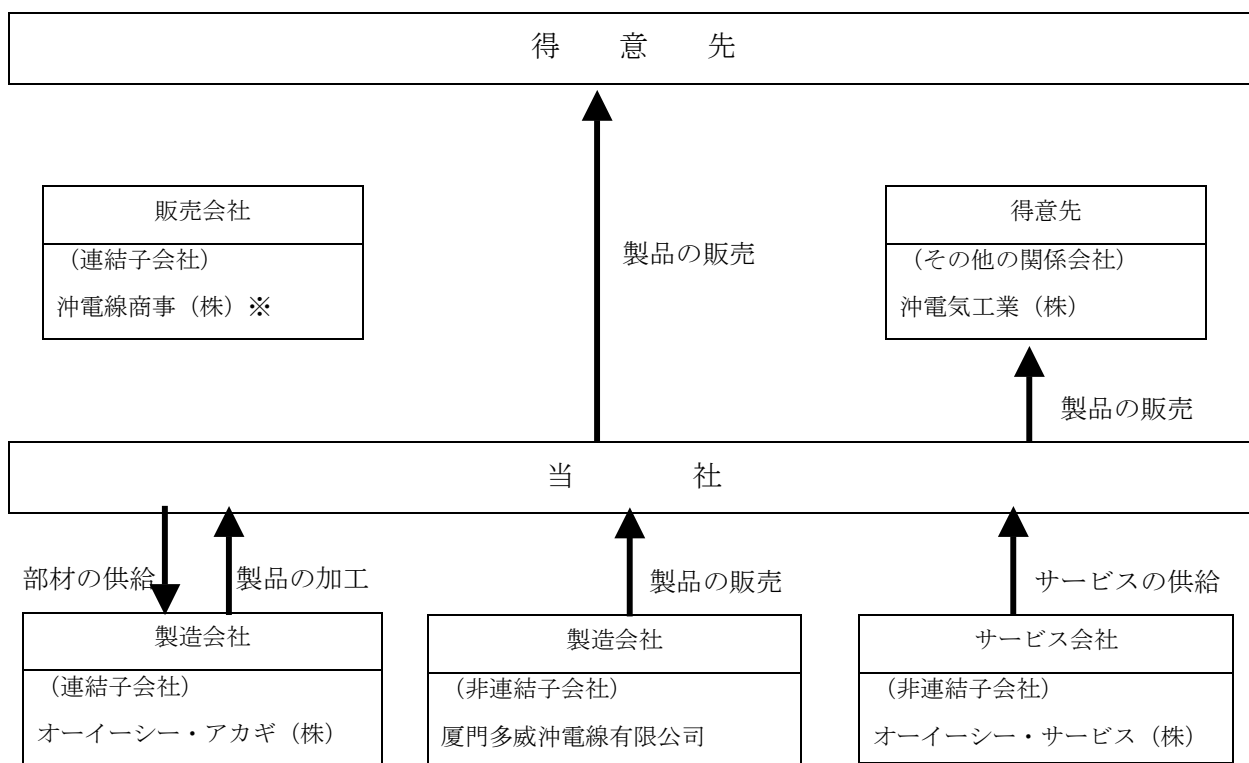 得意先
販売会社
(連結子会社)
沖電線商事(株)※
製品の販売
得意先
(その他の関係会社)
沖電気工業(株)
製品の販売
当社
部材の供給
製品の加工
製品の販売
サービスの供給
製造会社
(連結子会社)
オーイーシー・アカギ(株)
製造会社
(非連結子会社)
厦門多威沖電線有限公司
サービス会社
(非連結子会社)
オーイーシー・サービス(株)